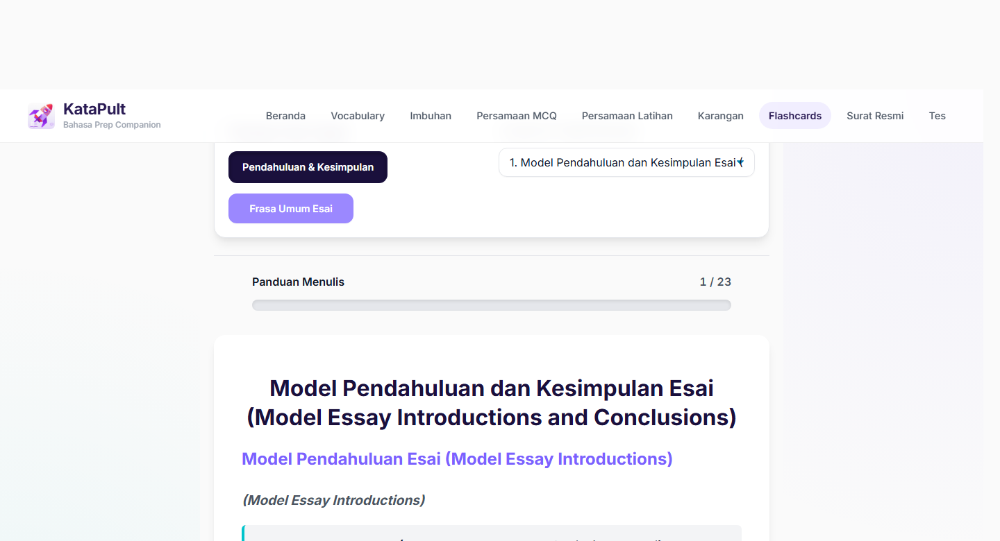 KataPult
Bahasa Prep Companion
Beranda
Vocabulary
Imbuhan
Persamaan MCQ
Persamaan Latihan
Karangan
Flashcards
Surat Resmi
Tes
Pendahuluan & Kesimpulan
1. Model Pendahuluan dan Kesimpulan Esai (
Frasa Umum Esai
Panduan Menulis
1 / 23
Model Pendahuluan dan Kesimpulan Esai
(Model Essay Introductions and Conclusions)
Model Pendahuluan Esai (Model Essay Introductions)
(Model Essay Introductions)